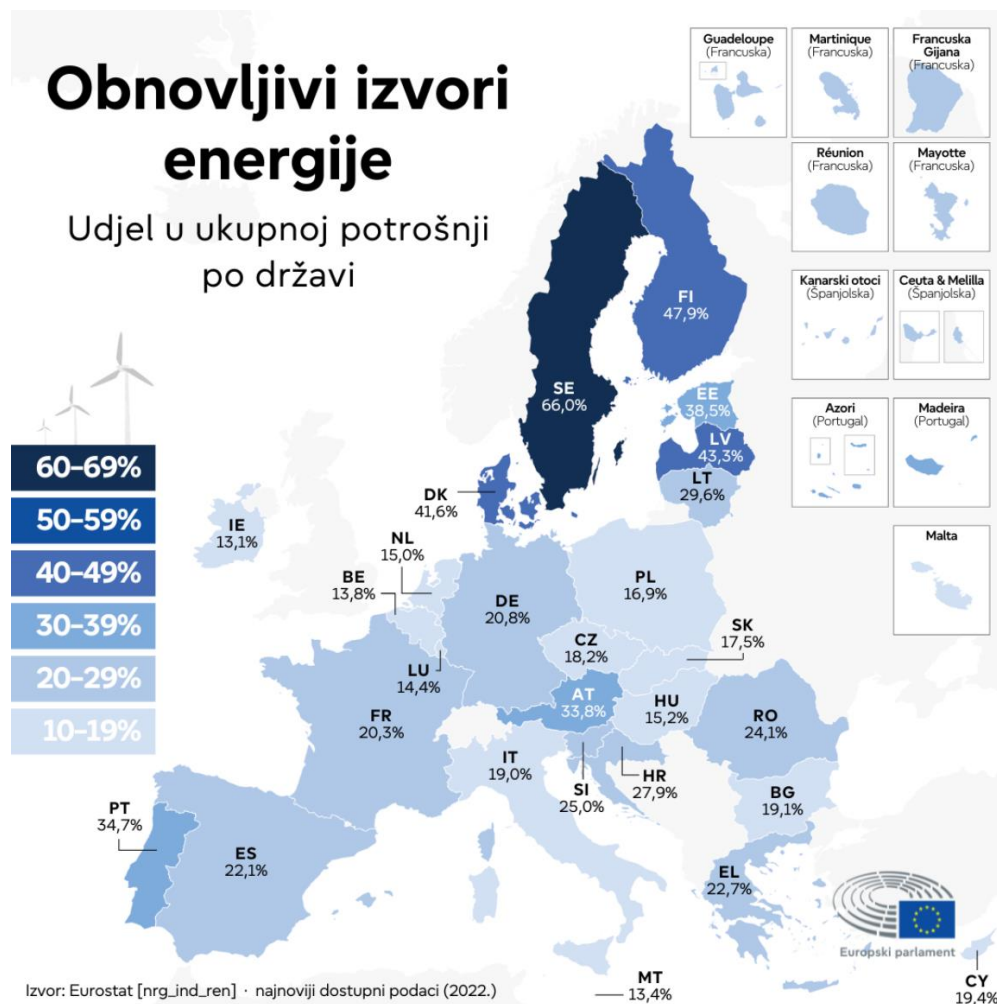 Obnovljivi izvori
energije
Udjel u ukupnoj potrošnji
po državi
Guadeloupe
(Francuska)
Martinique
(Francuska)
Francuska
Gijana
(Francuska)
Réunion
(Francuska)
Mayotte
(Francuska)
Kanarski otoci
(Španjolska)
Ceuta & Melilla
(Španjolska)
Azori
(Portugal)
Madeira
(Portugal)
Malta
60–69%
50–59%
40–49%
30–39%
20–29%
10–19%
FI
47,9%
SE
66,0%
EE
38,5%
LV
43,3%
LT
29,6%
DK
41,6%
IE
13,1%
NL
15,0%
BE
13,8%
PL
16,9%
DE
20,8%
SK
17,5%
CZ
18,2%
LU
14,4%
AT
33,8%
HU
15,2%
FR
20,3%
RO
24,1%
IT
19,0%
SI
25,0%
HR
27,9%
BG
19,1%
PT
34,7%
ES
22,1%
EL
22,7%
Europski parlament
MT
13,4%
CY
19,4%
Izvor: Eurostat [nrg_ind_ren] · najnoviji dostupni podaci (2022.)